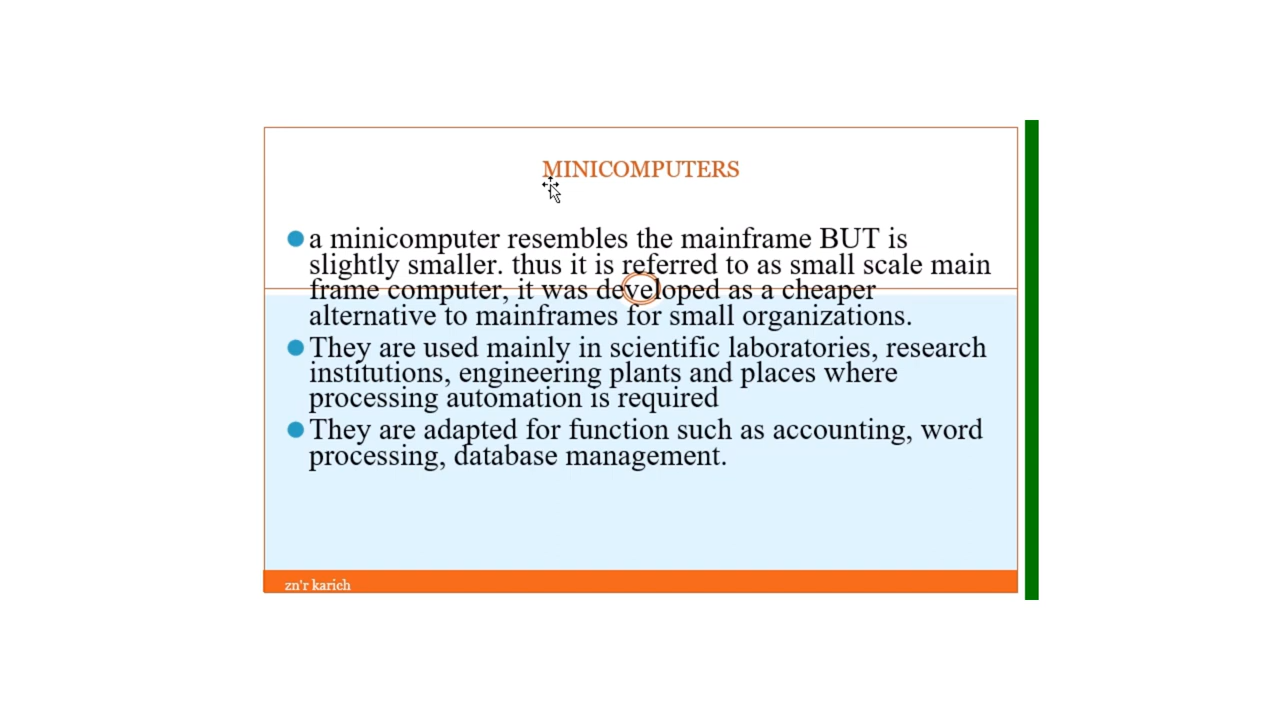 MINICOMPUTERS
a minicomputer resembles the mainframe BUT is
slightly smaller. thus it is referred to as small scale main
frame computer, it was developed as a cheaper
alternative to mainframes for small organizations.
They are used mainly in scientific laboratories, research
institutions, engineering plants and places where
processing automation is required
They are adapted for function such as accounting, word
processing, database management.
zn'r karich